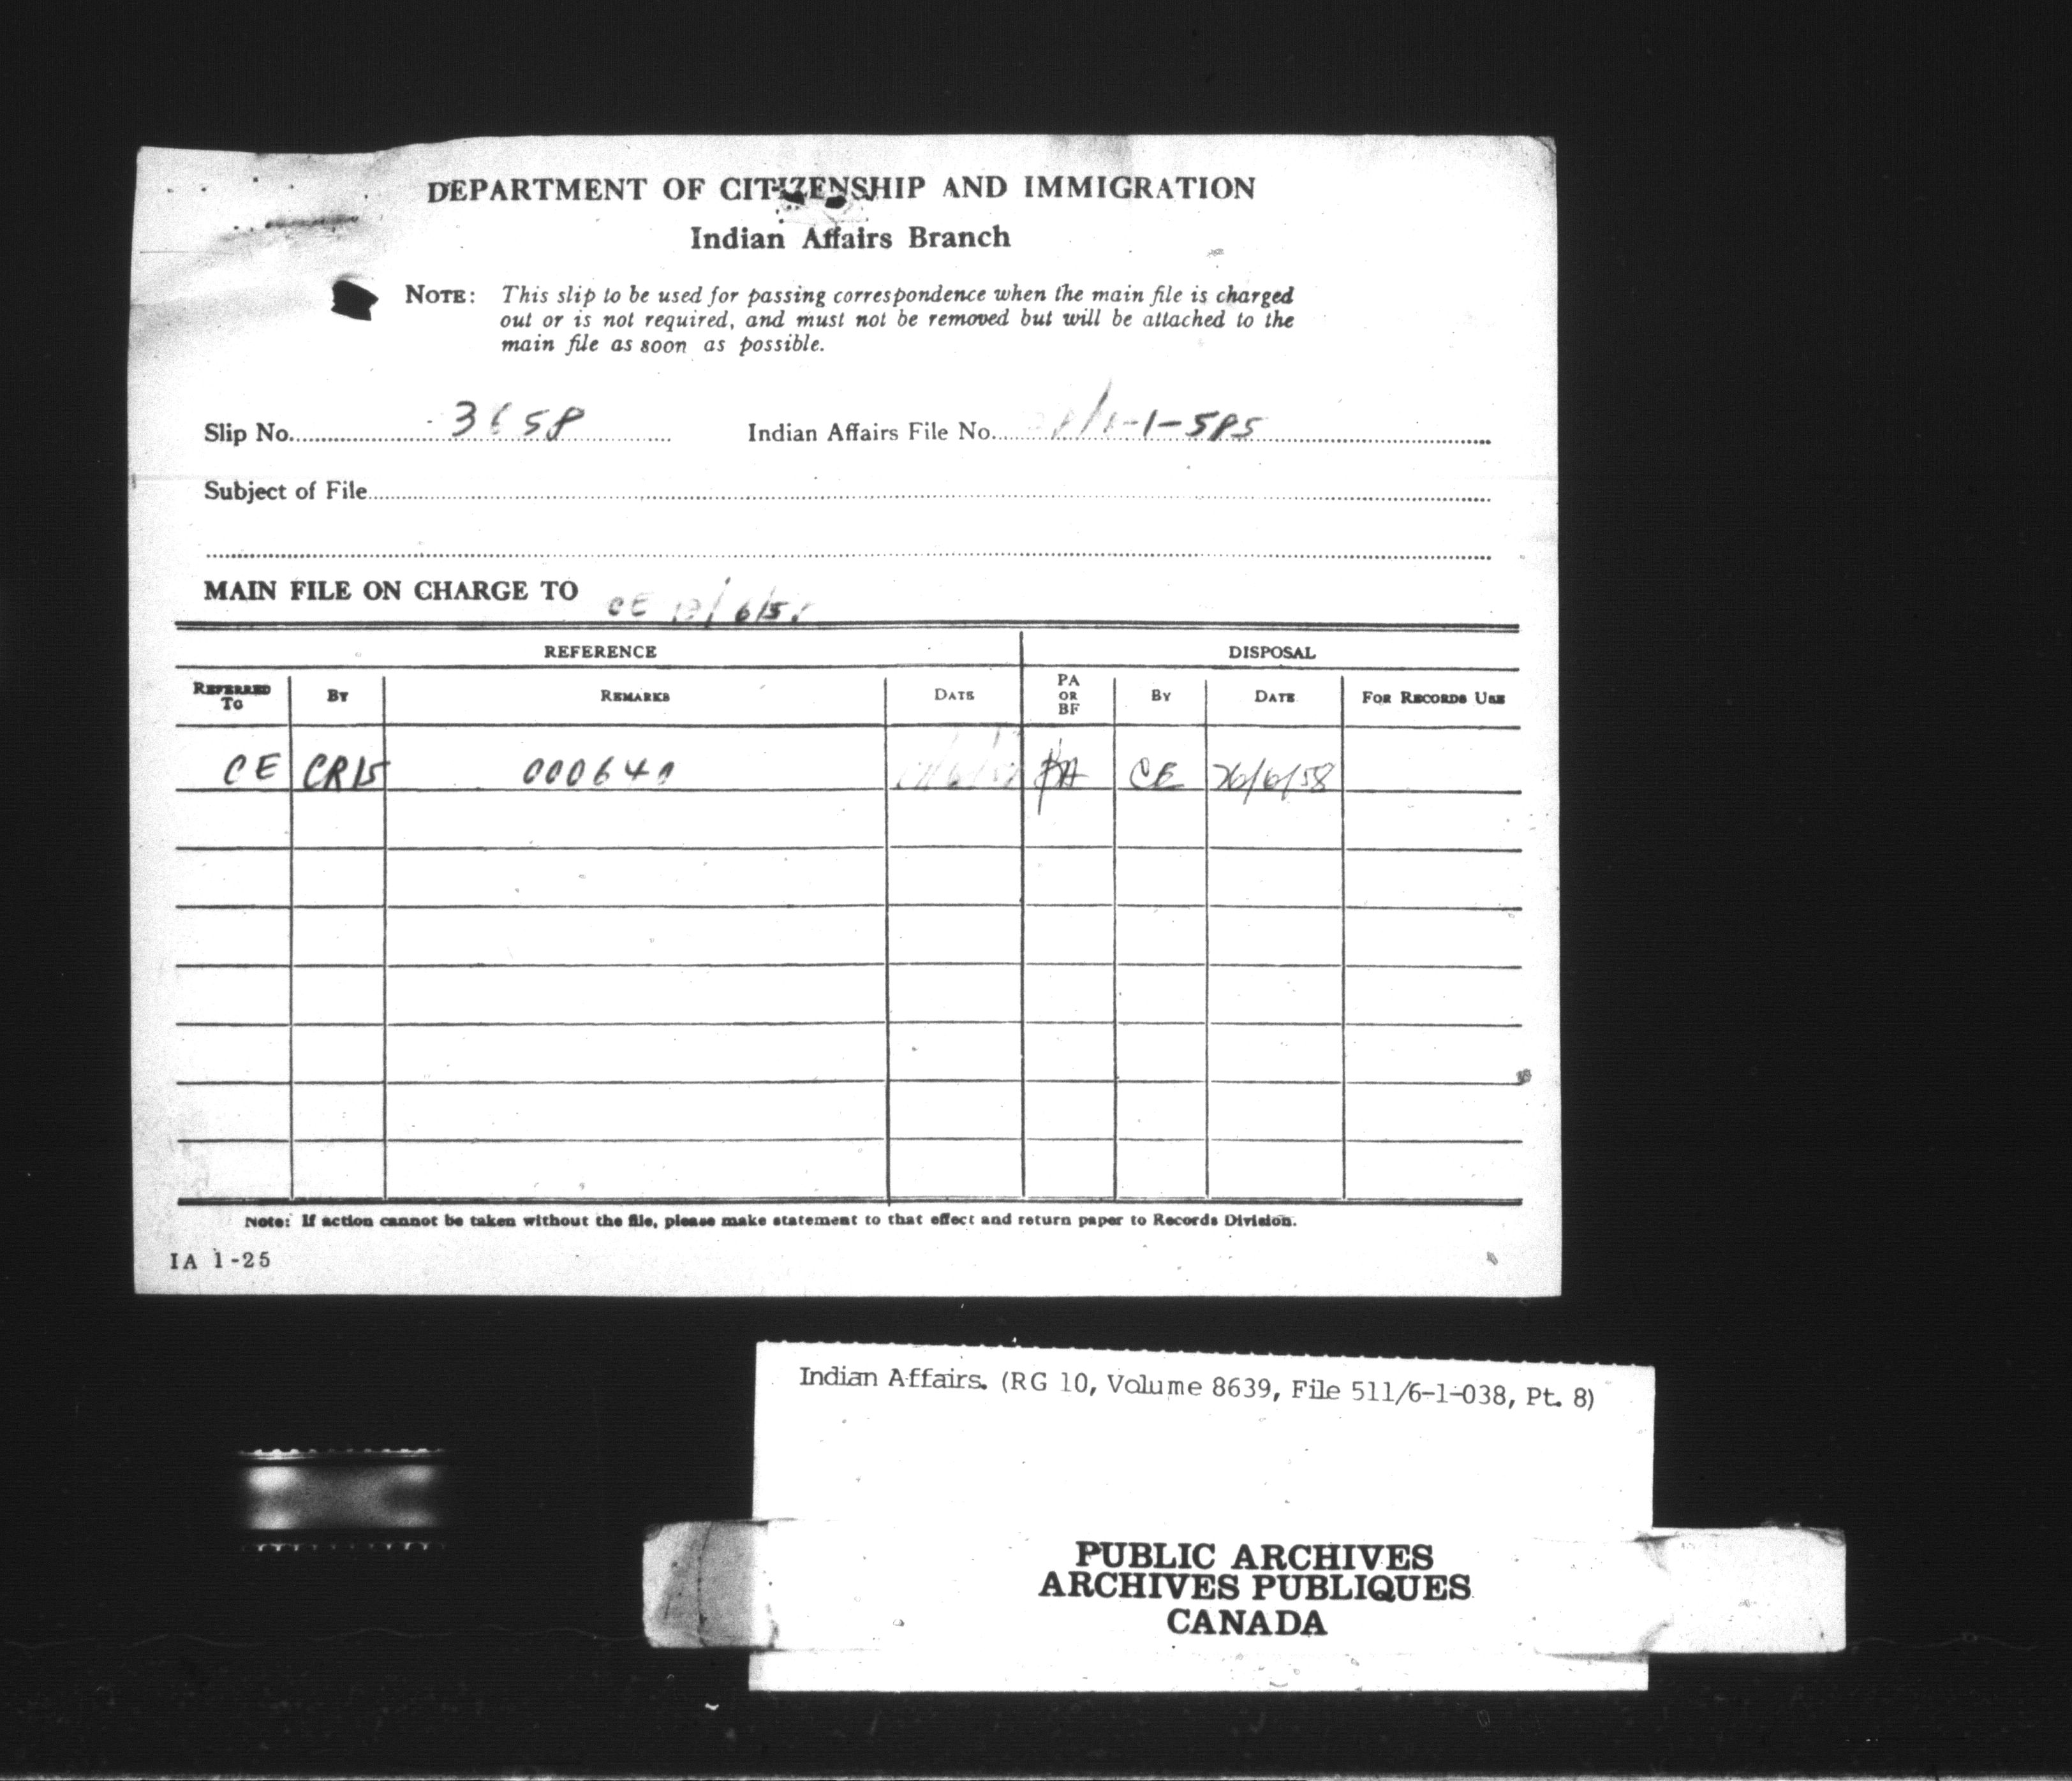 DEPARTMENT OF CITIZENSHIP AND IMMIGRATION
Indian Affairs Branch
NOTE: This slip to be used for passing correspondence when the main file is charged
out or is not required, and must not be removed but will be attached to the
main file as soon as possible.
Slip No. 3658 Indian Affairs File No. 1-1-585
Subject of File
MAIN FILE ON CHARGE TO CE
REFERENCE DISPOSAL
REFERRED TO BY REMARKS DATE PA OR BF BY DATE FOR RECORDS USE
CE CR15 000640 PA CE 26/6/58
Note: If action cannot be taken without the file, please make statement to that effect and return paper to Records Division.
IA 1-25
Indian Affairs. (RG 10, Volume 8639, File 511/6-1-038, Pt. 8)
PUBLIC ARCHIVES
ARCHIVES PUBLIQUES
CANADA